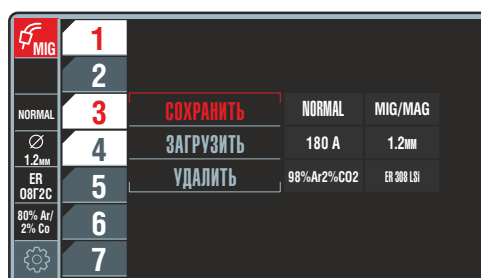 MIG 1
2
NORMAL 3 СОХРАНИТЬ NORMAL MIG/MAG
Ø 1.2мм 4 ЗАГРУЗИТЬ 180 А 1.2мм
ER 08Г2С 5 УДАЛИТЬ 98%Ar2%CO2 ER 308 LSi
80% Ar/ 2% Co 6
7